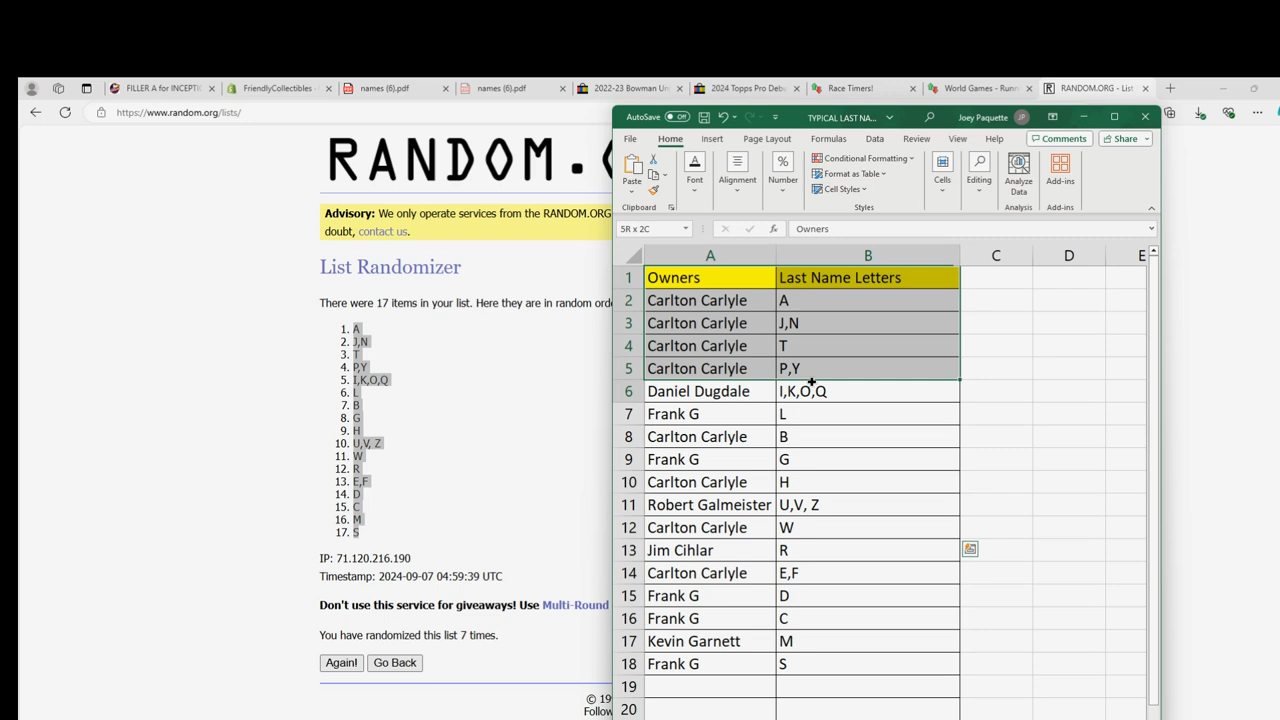 FILLER A for INCEPTI
FriendlyCollectibles -
names (6).pdf
names (6).pdf
2022-23 Bowman Un
2024 Topps Pro Deb
Race Timers!
World Games - Runn
RANDOM.ORG - List
https://www.random.org/lists/
RANDOM.
Advisory: We only operate services from the RANDOM.ORG
doubt, contact us.
List Randomizer
There were 17 items in your list. Here they are in random orde
1. A
2. J,N
3. T
4. P,Y
5. I,K,O,Q
6. L
7. B
8. G
9. H
10. U,V, Z
11. W
12. R
13. E,F
14. D
15. C
16. M
17. S
IP: 71.120.216.190
Timestamp: 2024-09-07 04:59:39 UTC
Don't use this service for giveaways! Use Multi-Round
You have randomized this list 7 times.
Again! Go Back
© 19
Follow
AutoSave Off TYPICAL LAST NA... Joey Paquette JP
File Home Insert Page Layout Formulas Data Review View Help Comments Share
Paste Font Alignment Number Conditional Formatting Format as Table Cell Styles Cells Editing Analyze Data Add-ins
Clipboard Styles Analysis Add-ins
5R x 2C fx Owners
A B C D E
1 Owners Last Name Letters
2 Carlton Carlyle A
3 Carlton Carlyle J,N
4 Carlton Carlyle T
5 Carlton Carlyle P,Y
6 Daniel Dugdale I,K,O,Q
7 Frank G L
8 Carlton Carlyle B
9 Frank G G
10 Carlton Carlyle H
11 Robert Galmeister U,V, Z
12 Carlton Carlyle W
13 Jim Cihlar R
14 Carlton Carlyle E,F
15 Frank G D
16 Frank G C
17 Kevin Garnett M
18 Frank G S
19
20